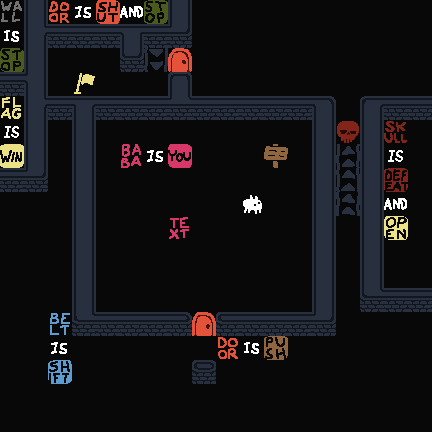 WALL IS STOP
DOOR IS SHUT AND STOP
FLAG IS WIN
BABA IS YOU
TEXT
SKULL IS DEFEAT AND OPEN
BELT IS SHIFT
DOOR IS PUSH